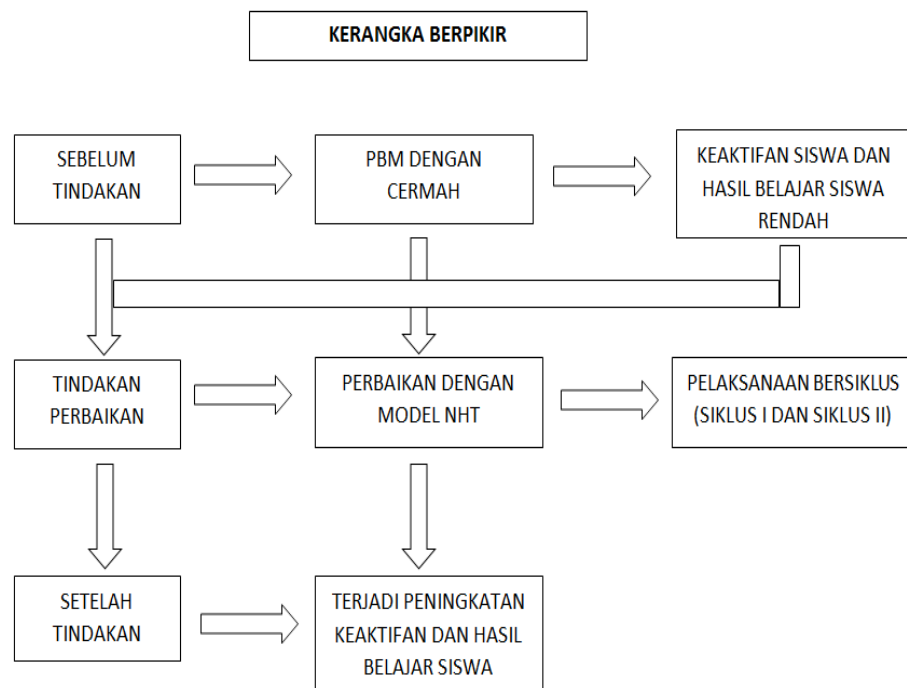 KERANGKA BERPIKIR
SEBELUM
TINDAKAN
PBM DENGAN
CERMAH
KEAKTIFAN SISWA DAN
HASIL BELAJAR SISWA
RENDAH
TINDAKAN
PERBAIKAN
PERBAIKAN DENGAN
MODEL NHT
PELAKSANAAN BERSIKLUS
(SIKLUS I DAN SIKLUS II)
SETELAH
TINDAKAN
TERJADI PENINGKATAN
KEAKTIFAN DAN HASIL
BELAJAR SISWA